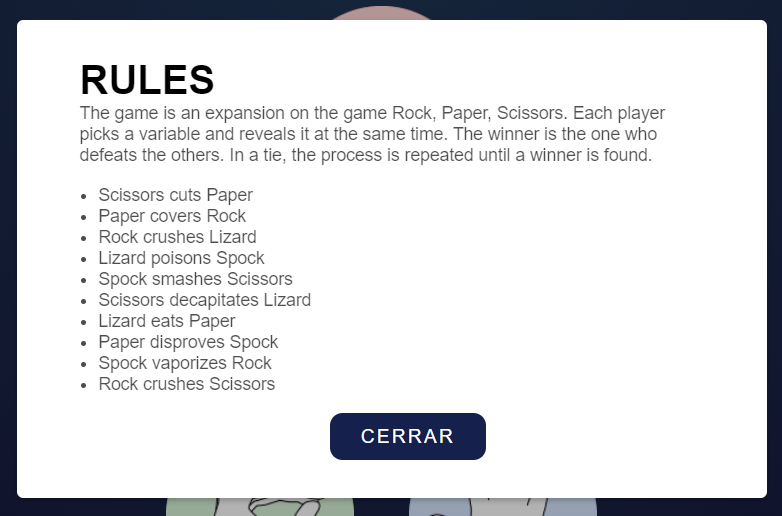 RULES
The game is an expansion on the game Rock, Paper, Scissors. Each player
picks a variable and reveals it at the same time. The winner is the one who
defeats the others. In a tie, the process is repeated until a winner is found.
• Scissors cuts Paper
• Paper covers Rock
• Rock crushes Lizard
• Lizard poisons Spock
• Spock smashes Scissors
• Scissors decapitates Lizard
• Lizard eats Paper
• Paper disproves Spock
• Spock vaporizes Rock
• Rock crushes Scissors
CERRAR